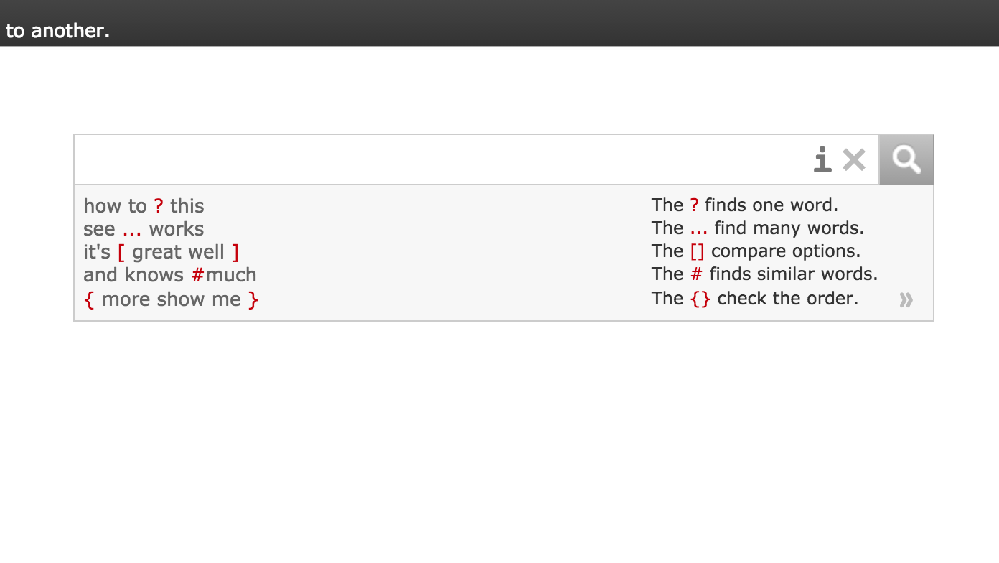 to another.
how to ? this
The ? finds one word.
see ... works
The ... find many words.
it's [ great well ]
The [] compare options.
and knows #much
The # finds similar words.
{ more show me }
The {} check the order. »